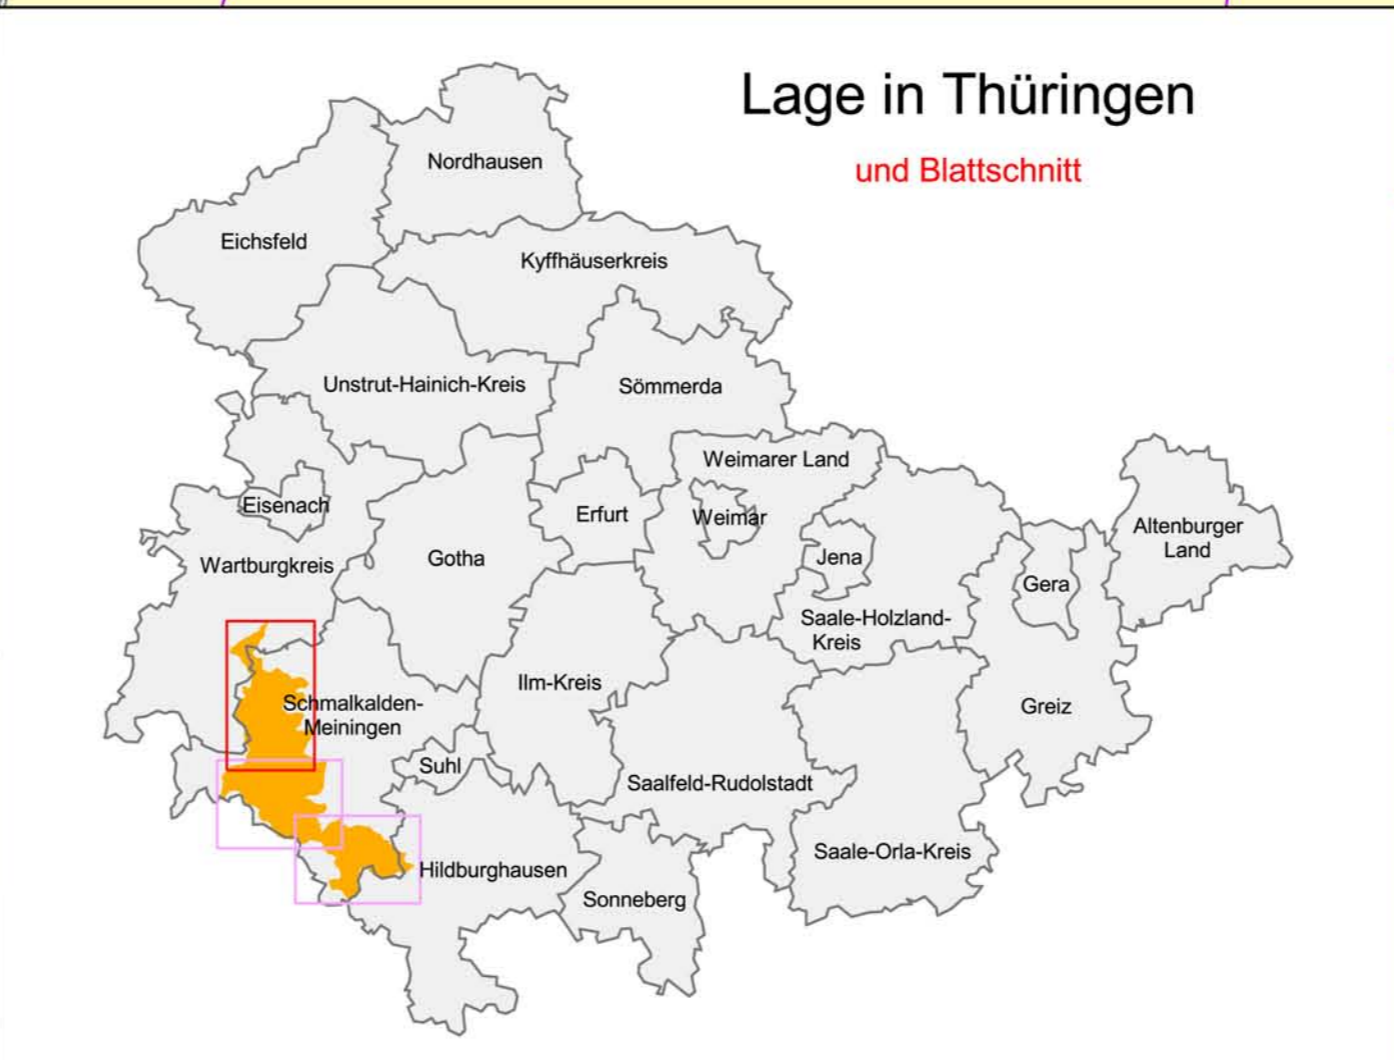 Lage in Thüringen
und Blattschnitt
Nordhausen
Eichsfeld
Kyffhäuserkreis
Unstrut-Hainich-Kreis
Sömmerda
Weimarer Land
Eisenach
Erfurt
Weimar
Altenburger
Land
Wartburgkreis
Gotha
Jena
Gera
Saale-Holzland-
Kreis
Ilm-Kreis
Schmalkalden-
Meiningen
Greiz
Suhl
Saalfeld-Rudolstadt
Saale-Orla-Kreis
Hildburghausen
Sonneberg